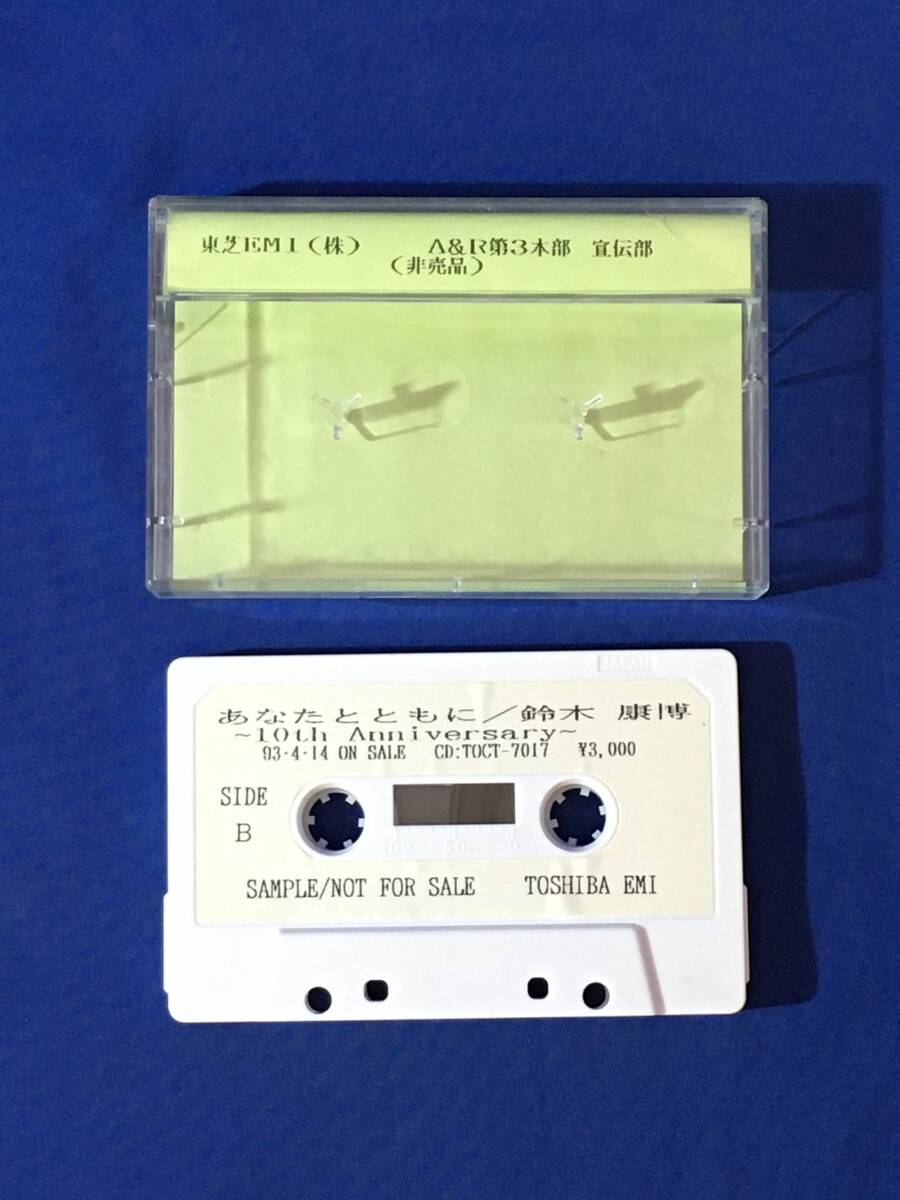 東芝EMI(株)　　A&R第3本部　宣伝部
(非売品)
JAPAN
あなたとともに／鈴木 康博
~10th Anniversary~
93・4・14 ON SALE CD:TOCT-7017 ¥3,000
SIDE
B
100 50 0
SAMPLE/NOT FOR SALE TOSHIBA EMI